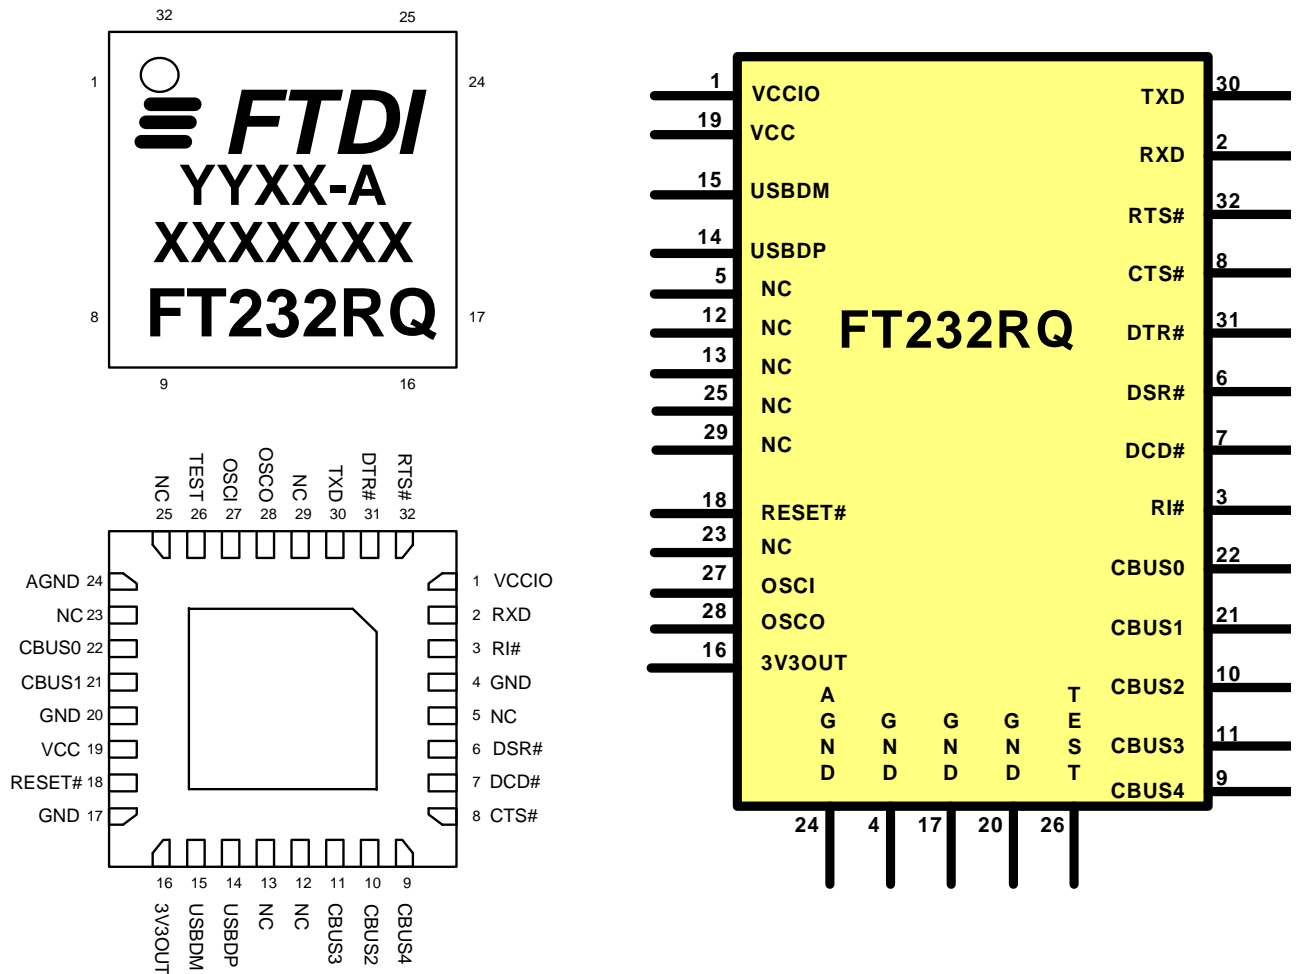 32 25
1 24
FTDI
YYXX-A
XXXXXXX
FT232RQ
8 17
9 16
NC TEST OSCI OSCO NC TXD DTR# RTS#
25 26 27 28 29 30 31 32
AGND 24 1 VCCIO
NC 23 2 RXD
CBUS0 22 3 RI#
CBUS1 21 4 GND
GND 20 5 NC
VCC 19 6 DSR#
RESET# 18 7 DCD#
GND 17 8 CTS#
16 15 14 13 12 11 10 9
3V3OUT USBDM USBDP NC NC CBUS3 CBUS2 CBUS4
1 VCCIO
19 VCC
15 USBDM
14 USBDP
5 NC
12 NC
13 NC
25 NC
29 NC
18 RESET#
23 NC
27 OSCI
28 OSCO
16 3V3OUT
FT232RQ
TXD 30
RXD 2
RTS# 32
CTS# 8
DTR# 31
DSR# 6
DCD# 7
RI# 3
CBUS0 22
CBUS1 21
CBUS2 10
CBUS3 11
CBUS4 9
AGND GND GND GND TEST
24 4 17 20 26